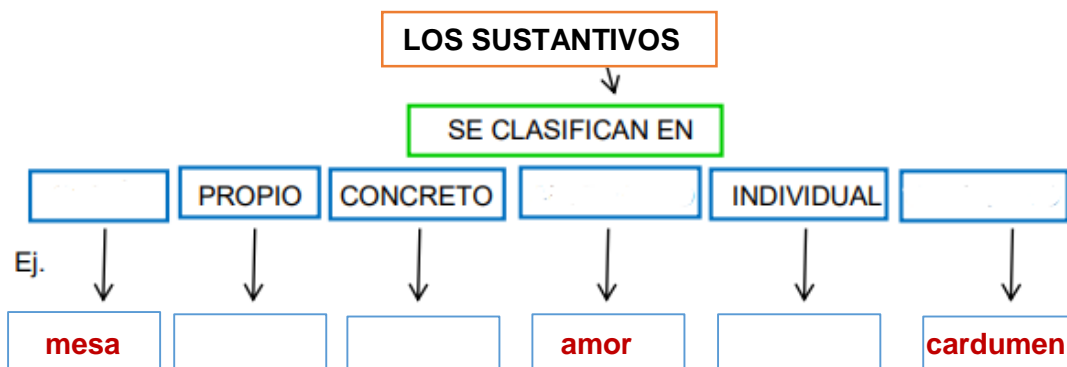 LOS SUSTANTIVOS
SE CLASIFICAN EN
PROPIO CONCRETO INDIVIDUAL
Ej.
mesa amor cardumen